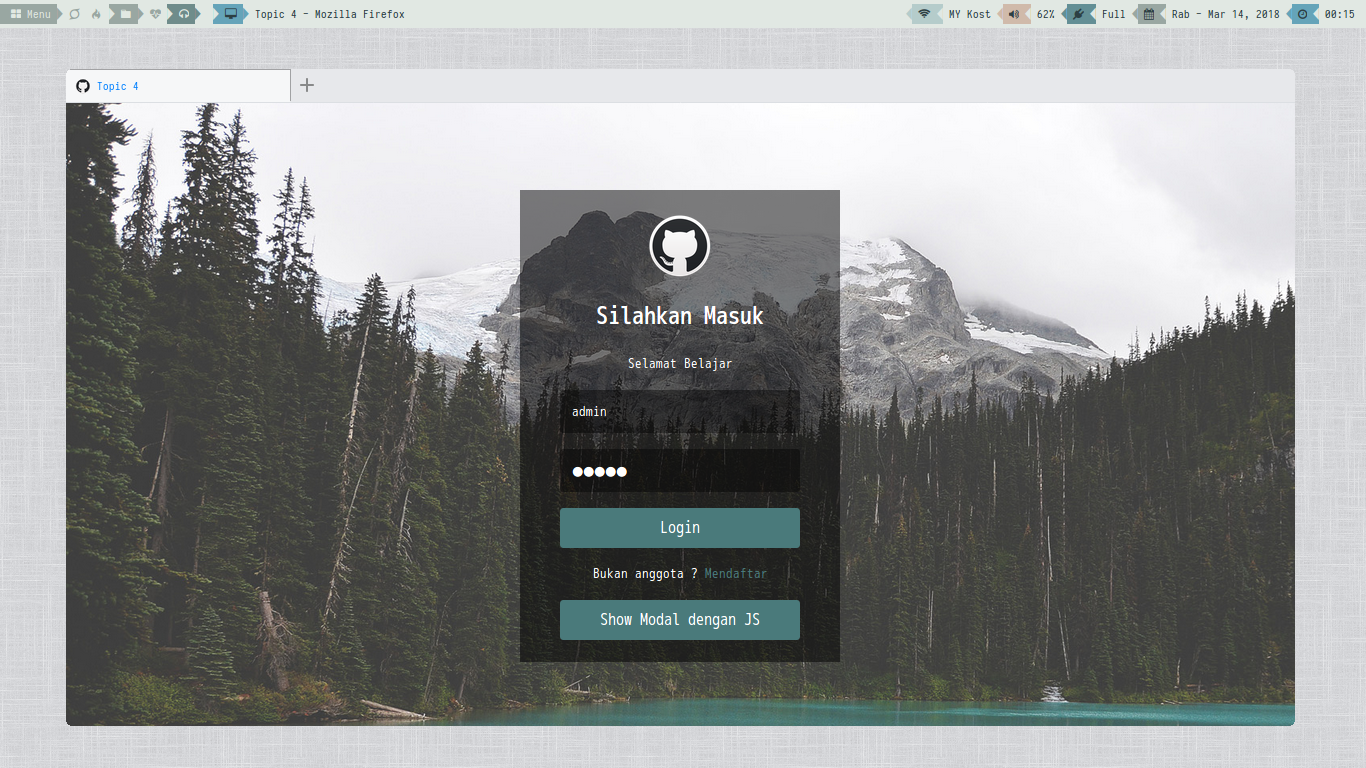 Menu
Topic 4 - Mozilla Firefox
MY Kost
62%
Full
Rab - Mar 14, 2018
00:15
Topic 4
Silahkan Masuk
Selamat Belajar
admin
●●●●●
Login
Bukan anggota ? Mendaftar
Show Modal dengan JS